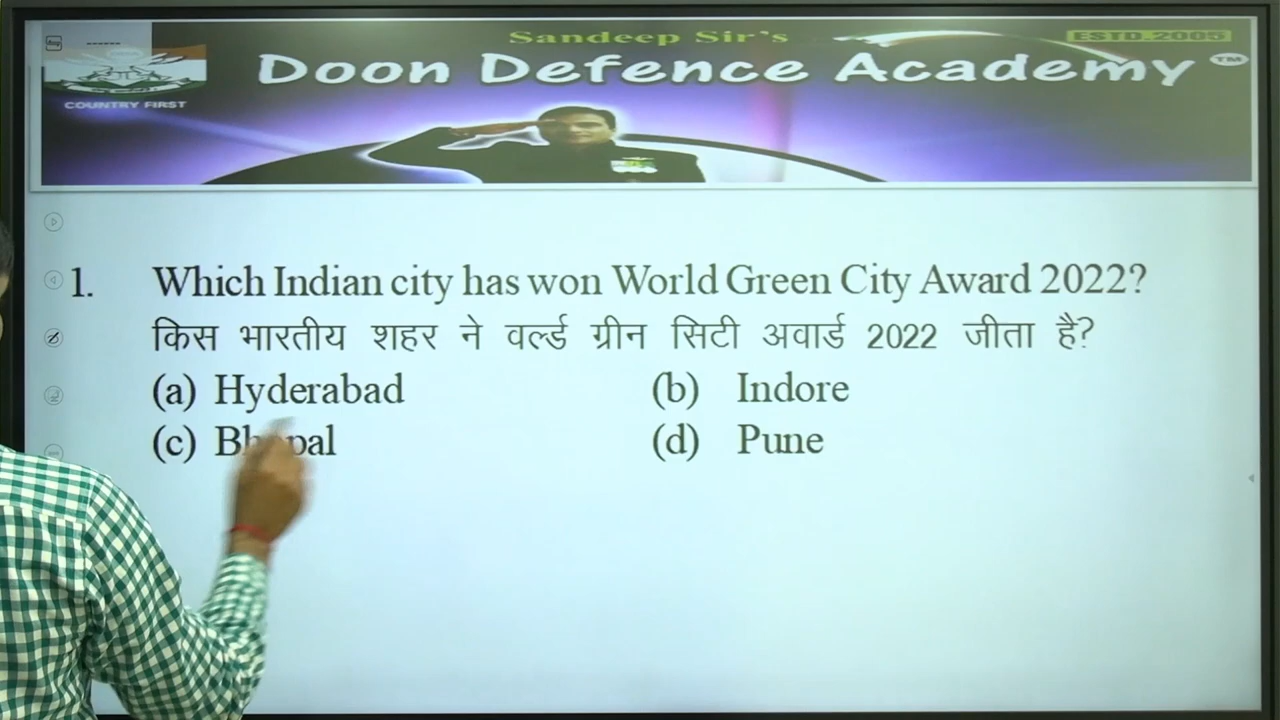 Sandeep Sir's
ESTD.2005
Doon Defence Academy™
COUNTRY FIRST
1. Which Indian city has won World Green City Award 2022?
किस भारतीय शहर ने वर्ल्ड ग्रीन सिटी अवार्ड 2022 जीता है?
(a) Hyderabad (b) Indore
(c) (d) Pune